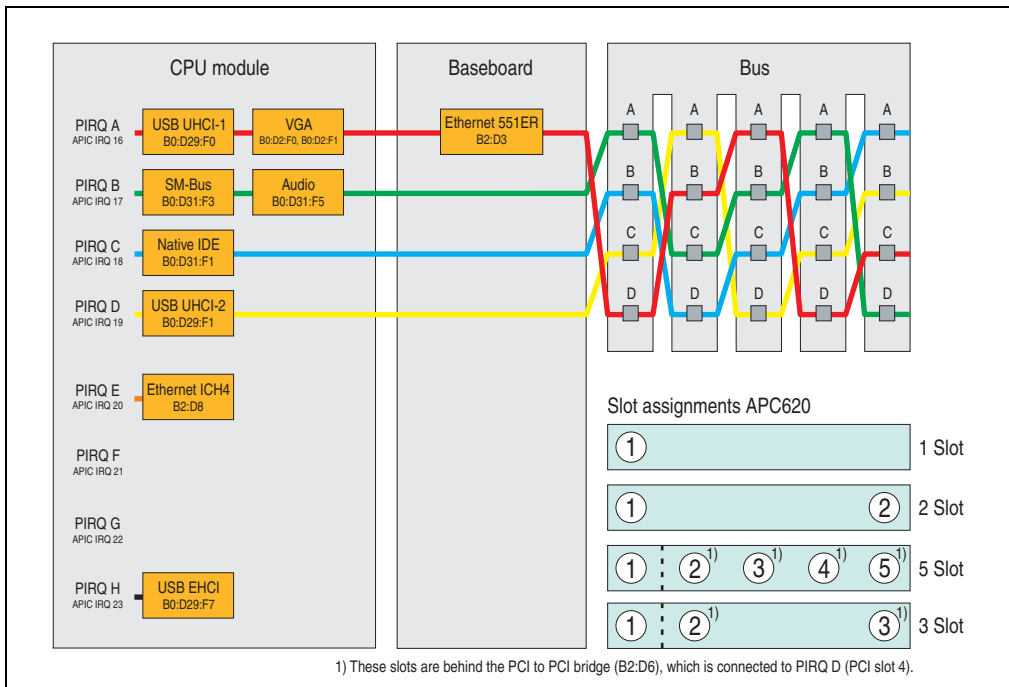 CPU module
Baseboard
Bus
PIRQ A
APIC IRQ 16
USB UHCI-1
B0:D29:F0
VGA
B0:D2:F0, B0:D2:F1
Ethernet 551ER
B2:D3
A A A A A
PIRQ B
APIC IRQ 17
SM-Bus
B0:D31:F3
Audio
B0:D31:F5
B B B B B
PIRQ C
APIC IRQ 18
Native IDE
B0:D31:F1
C C C C C
PIRQ D
APIC IRQ 19
USB UHCI-2
B0:D29:F1
D D D D D
PIRQ E
APIC IRQ 20
Ethernet ICH4
B2:D8
PIRQ F
APIC IRQ 21
PIRQ G
APIC IRQ 22
PIRQ H
APIC IRQ 23
USB EHCI
B0:D29:F7
Slot assignments APC620
1 1 Slot
1 2 2 Slot
1 2 1) 3 1) 4 1) 5 1) 5 Slot
1 2 1) 3 1) 3 Slot
1) These slots are behind the PCI to PCI bridge (B2:D6), which is connected to PIRQ D (PCI slot 4).